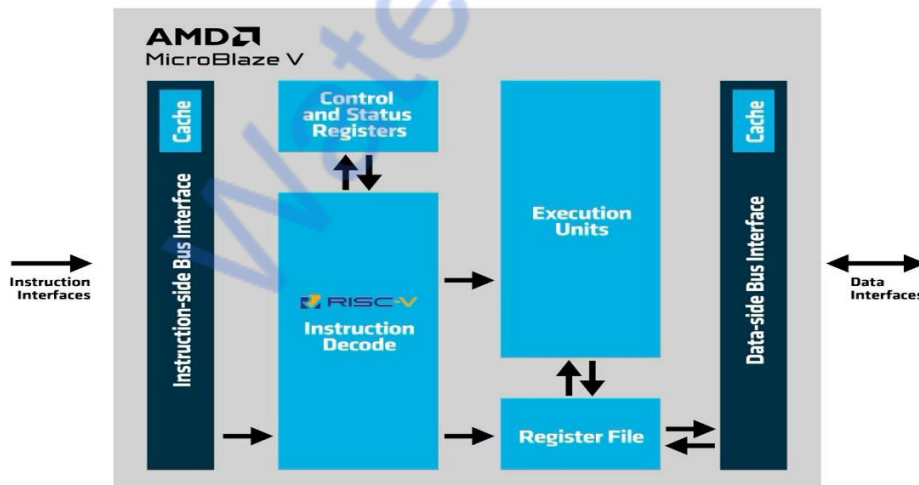 AMD
MicroBlaze V
Instruction
Interfaces
Cache
Instruction-side Bus Interface
Control
and Status
Registers
RISC-V
Instruction
Decode
Execution
Units
Register File
Cache
Data-side Bus Interface
Data
Interfaces
Wate